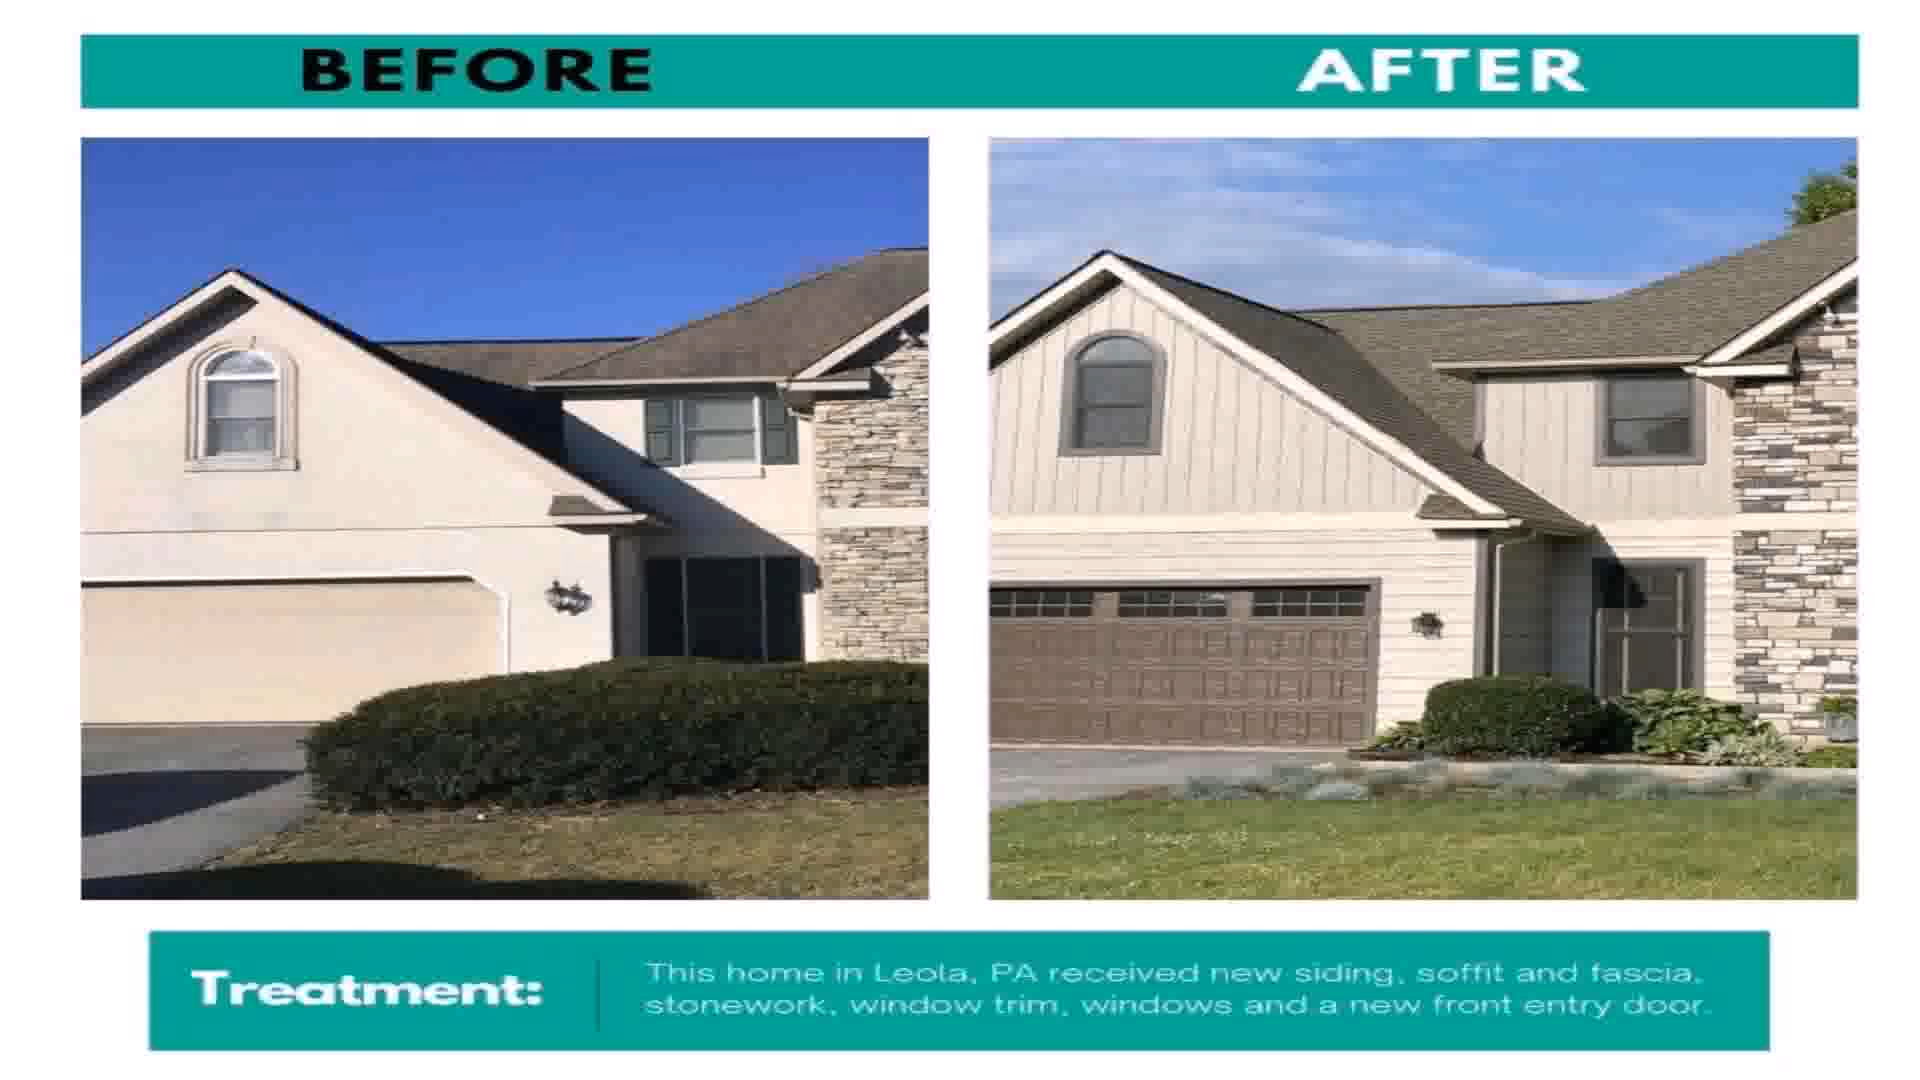 BEFORE
AFTER
Treatment:
This home in Leola, PA received new siding, soffit and fascia,
stonework, window trim, windows and a new front entry door.